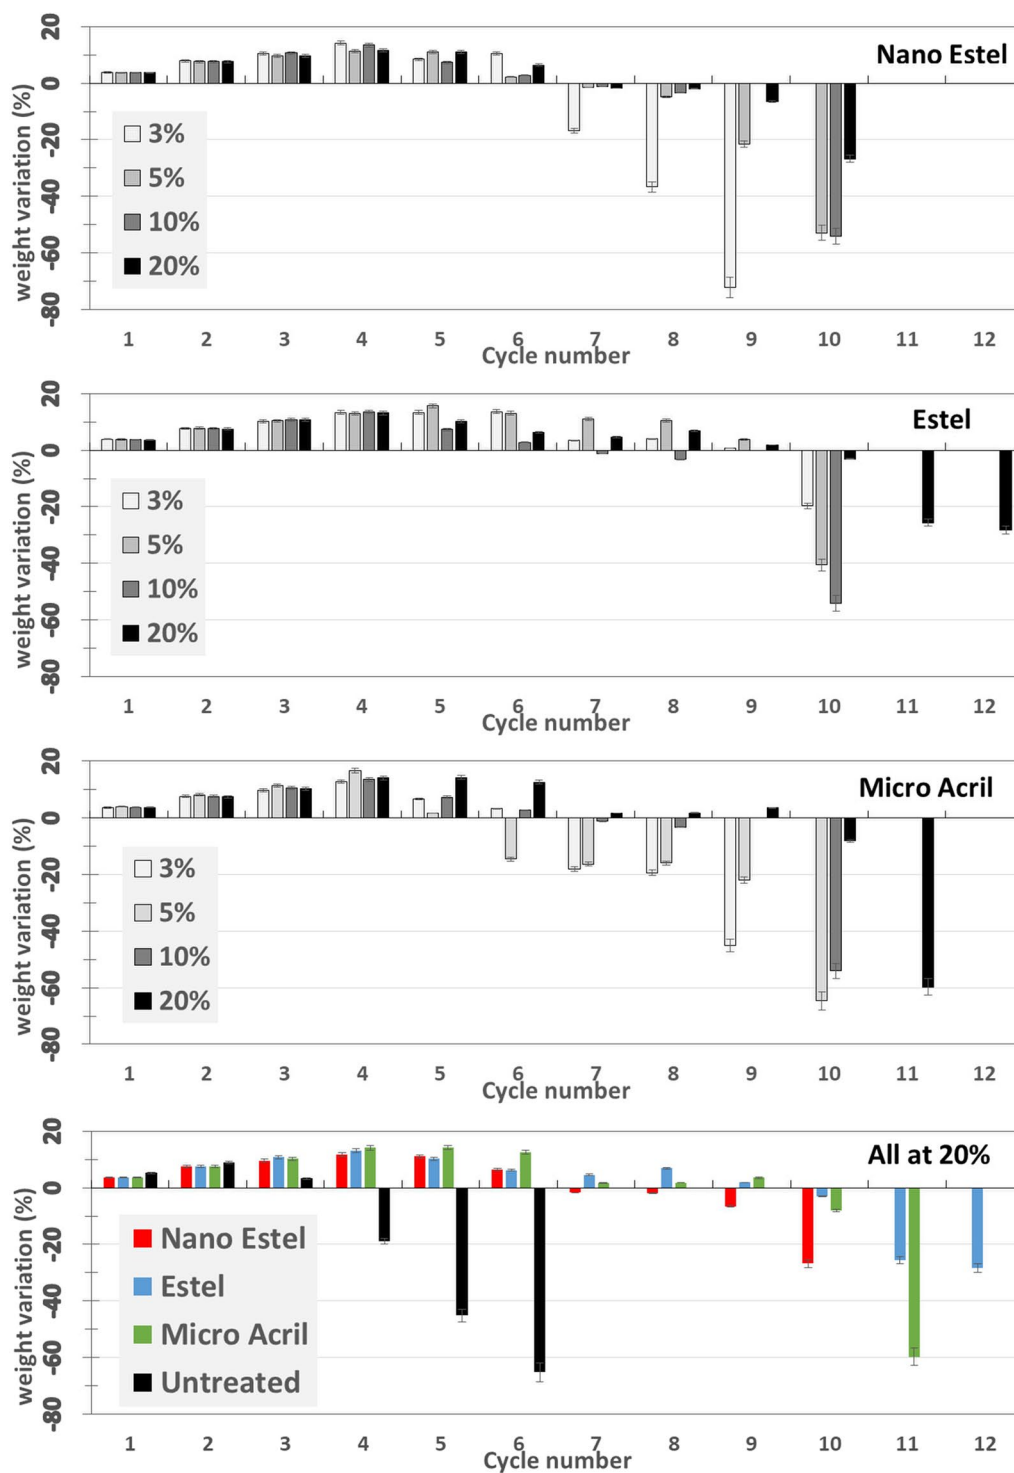 Nano Estel
weight variation (%)
20
0
-20
-40
-60
-80
3%
5%
10%
20%
1 2 3 4 5 6 7 8 9 10 11 12
Cycle number
Estel
weight variation (%)
20
0
-20
-40
-60
-80
3%
5%
10%
20%
1 2 3 4 5 6 7 8 9 10 11 12
Cycle number
Micro Acril
weight variation (%)
20
0
-20
-40
-60
-80
3%
5%
10%
20%
1 2 3 4 5 6 7 8 9 10 11 12
Cycle number
All at 20%
weight variation (%)
20
0
-20
-40
-60
-80
Nano Estel
Estel
Micro Acril
Untreated
1 2 3 4 5 6 7 8 9 10 11 12
Cycle number